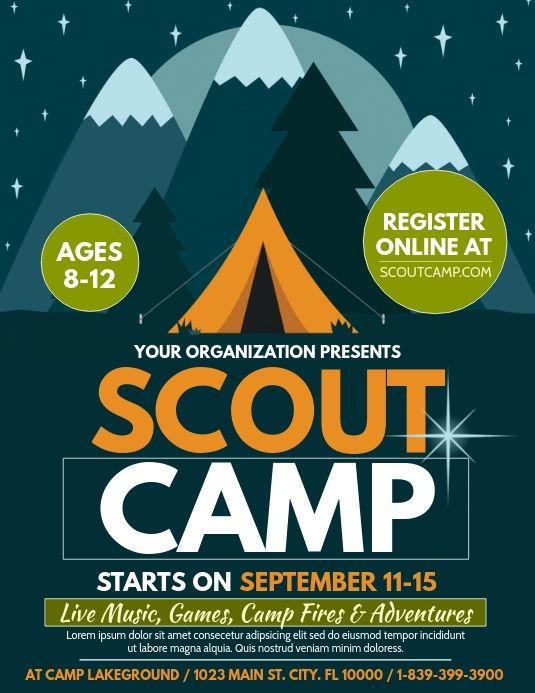 AGES
8-12
REGISTER
ONLINE AT
SCOUTCAMP.COM
YOUR ORGANIZATION PRESENTS
SCOUT
CAMP
STARTS ON SEPTEMBER 11-15
Live Music, Games, Camp Fires & Adventures
Lorem ipsum dolor sit amet consectetur adipsicing elit sed do eiusmod tempor incididunt
ut labore magna alquia. Quis nostrud veniam minim doloress.
AT CAMP LAKEGROUND / 1023 MAIN ST. CITY. FL 10000 / 1-839-399-3900